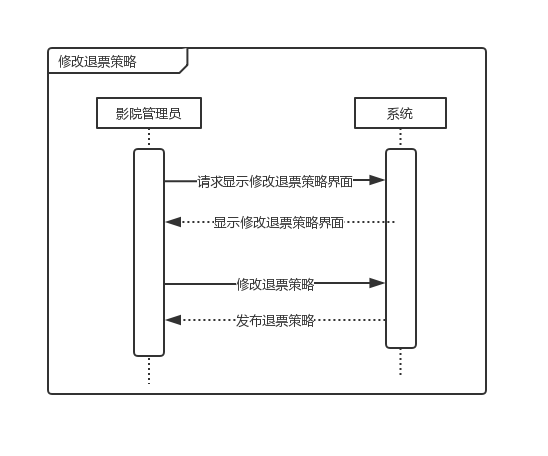 修改退票策略
影院管理员
系统
请求显示修改退票策略界面
显示修改退票策略界面
修改退票策略
发布退票策略